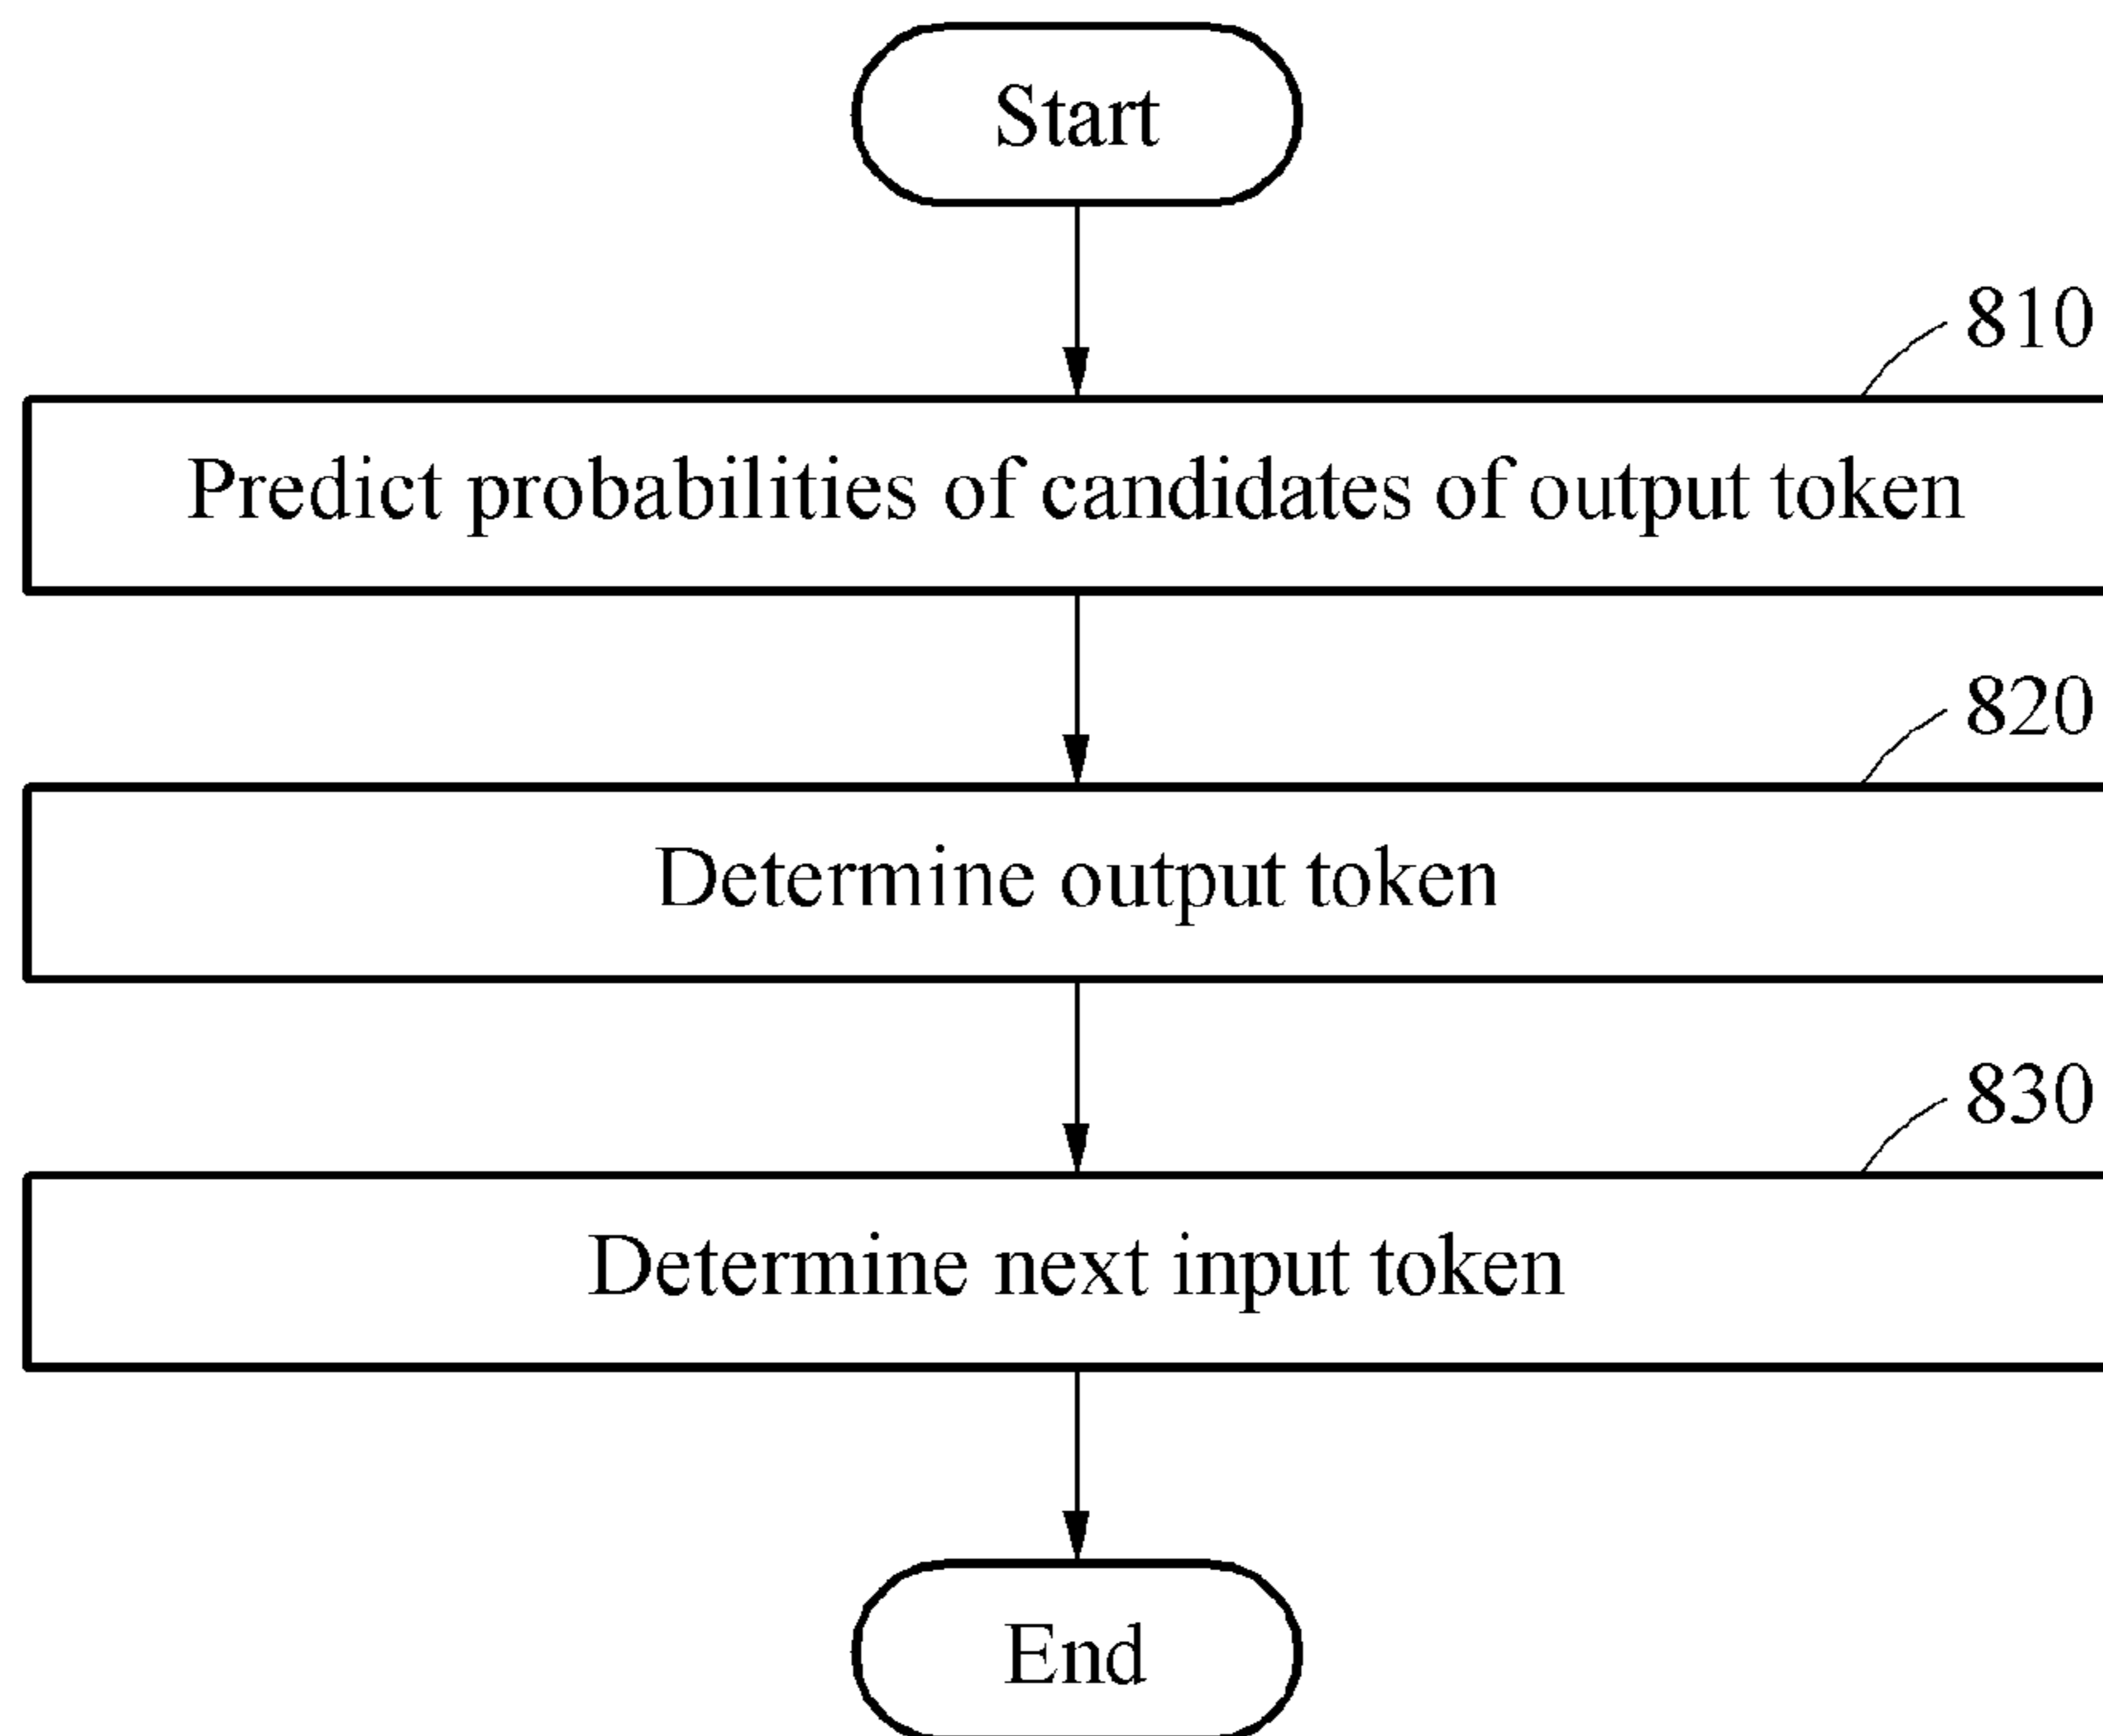 Start
810
Predict probabilities of candidates of output token
820
Determine output token
830
Determine next input token
End